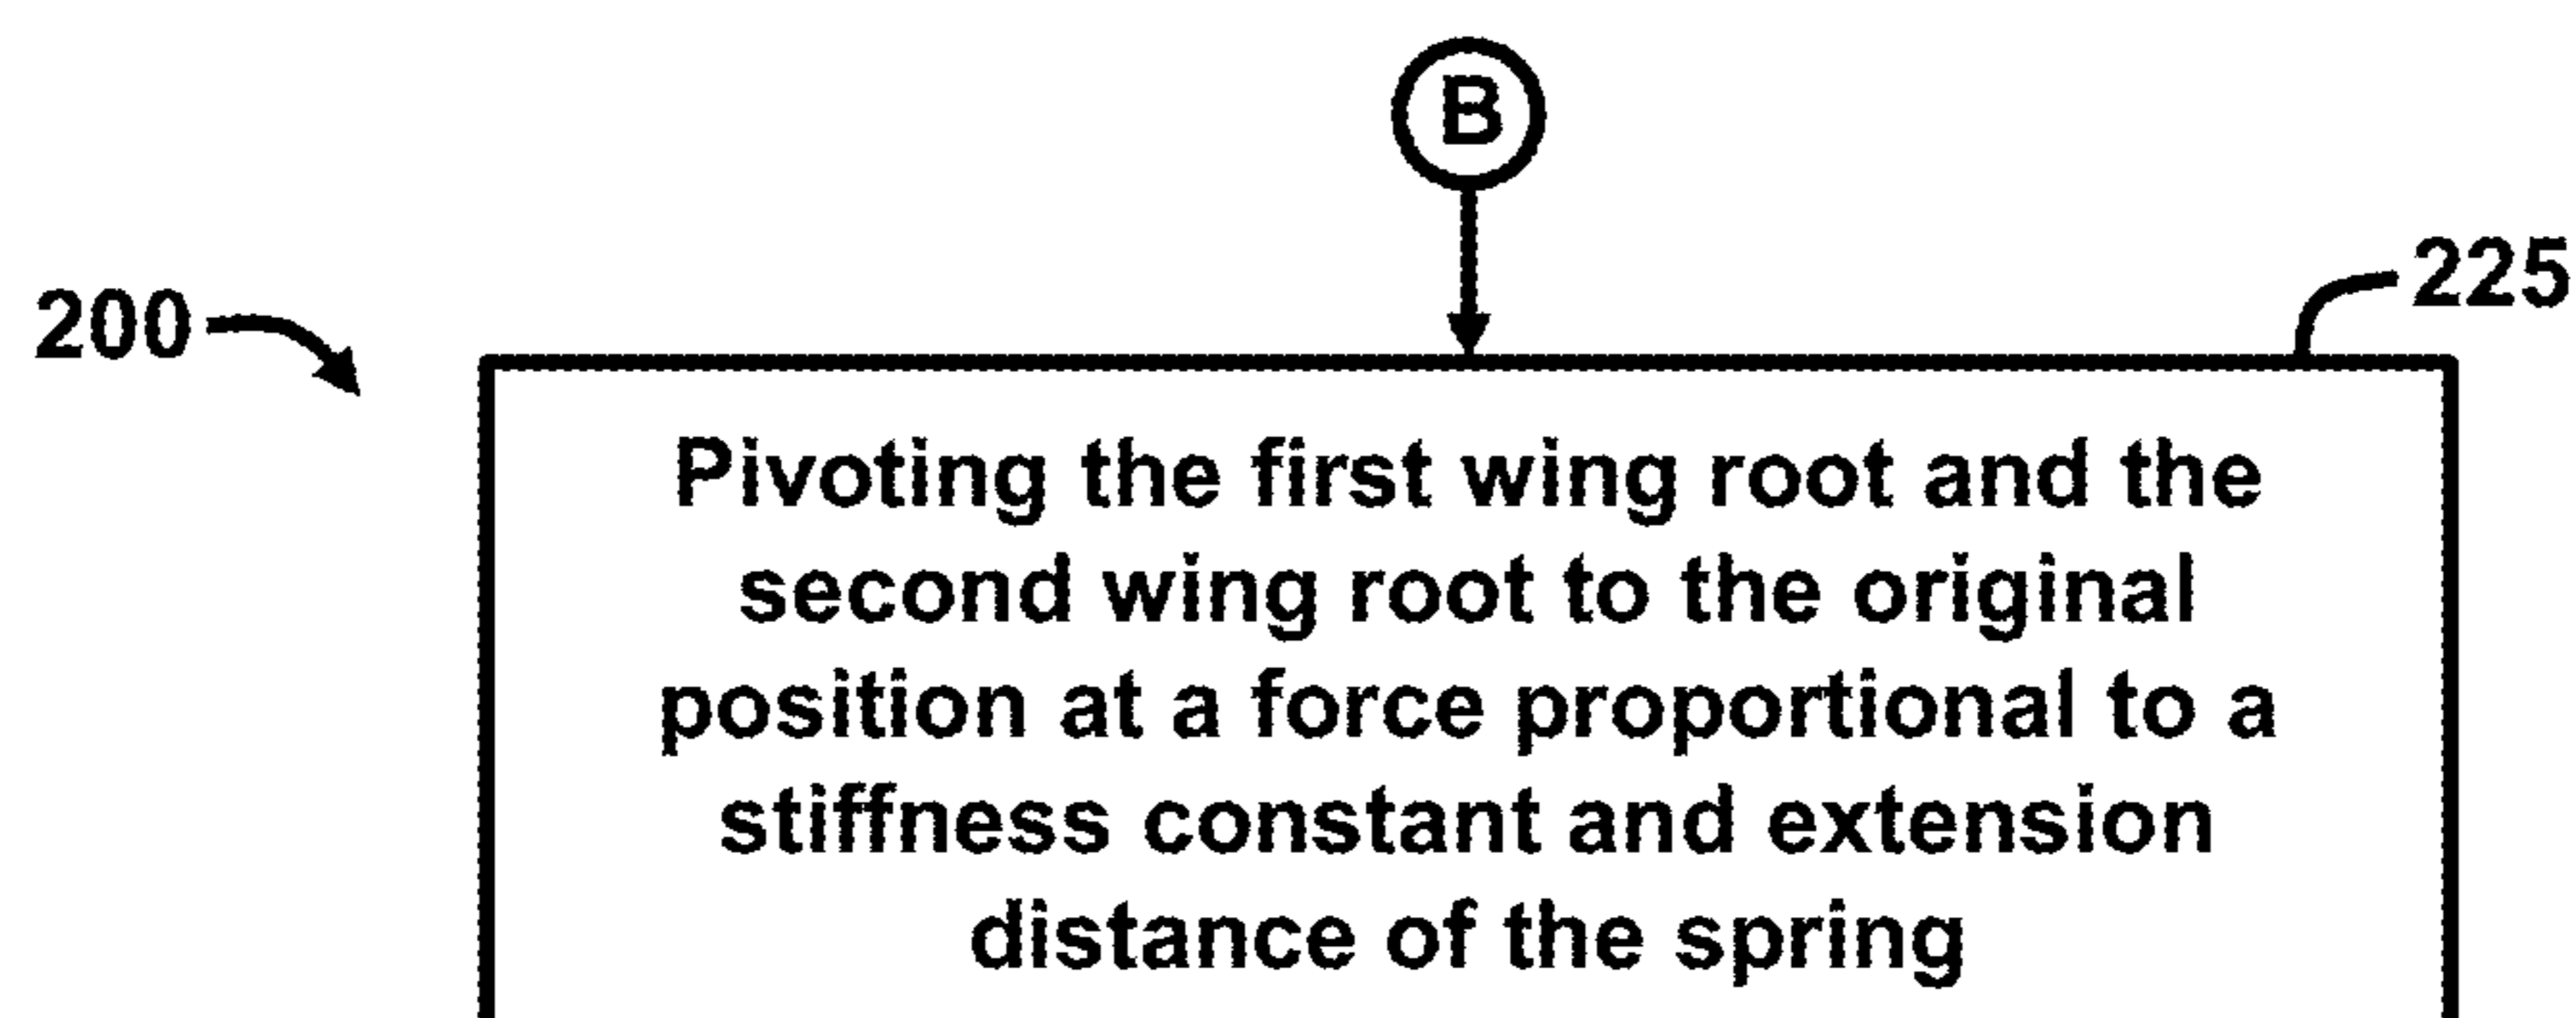 B
225
200
Pivoting the first wing root and the
second wing root to the original
position at a force proportional to a
stiffness constant and extension
distance of the spring